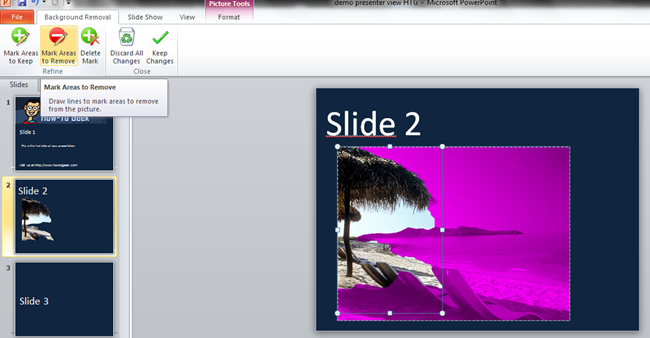 demo presenter view HTG - Microsoft PowerPoint
Picture Tools
File Background Removal Slide Show View Format
Mark Areas to Keep
Mark Areas to Remove
Delete Mark
Discard All Changes
Keep Changes
Refine
Close
Slides
Mark Areas to Remove
Draw lines to mark areas to remove
from the picture.
1
How-To Geek
Slide 1
This is the first slide of your presentation
visit us at http://www.howtogeek.com
2
Slide 2
3
Slide 3
Slide 2